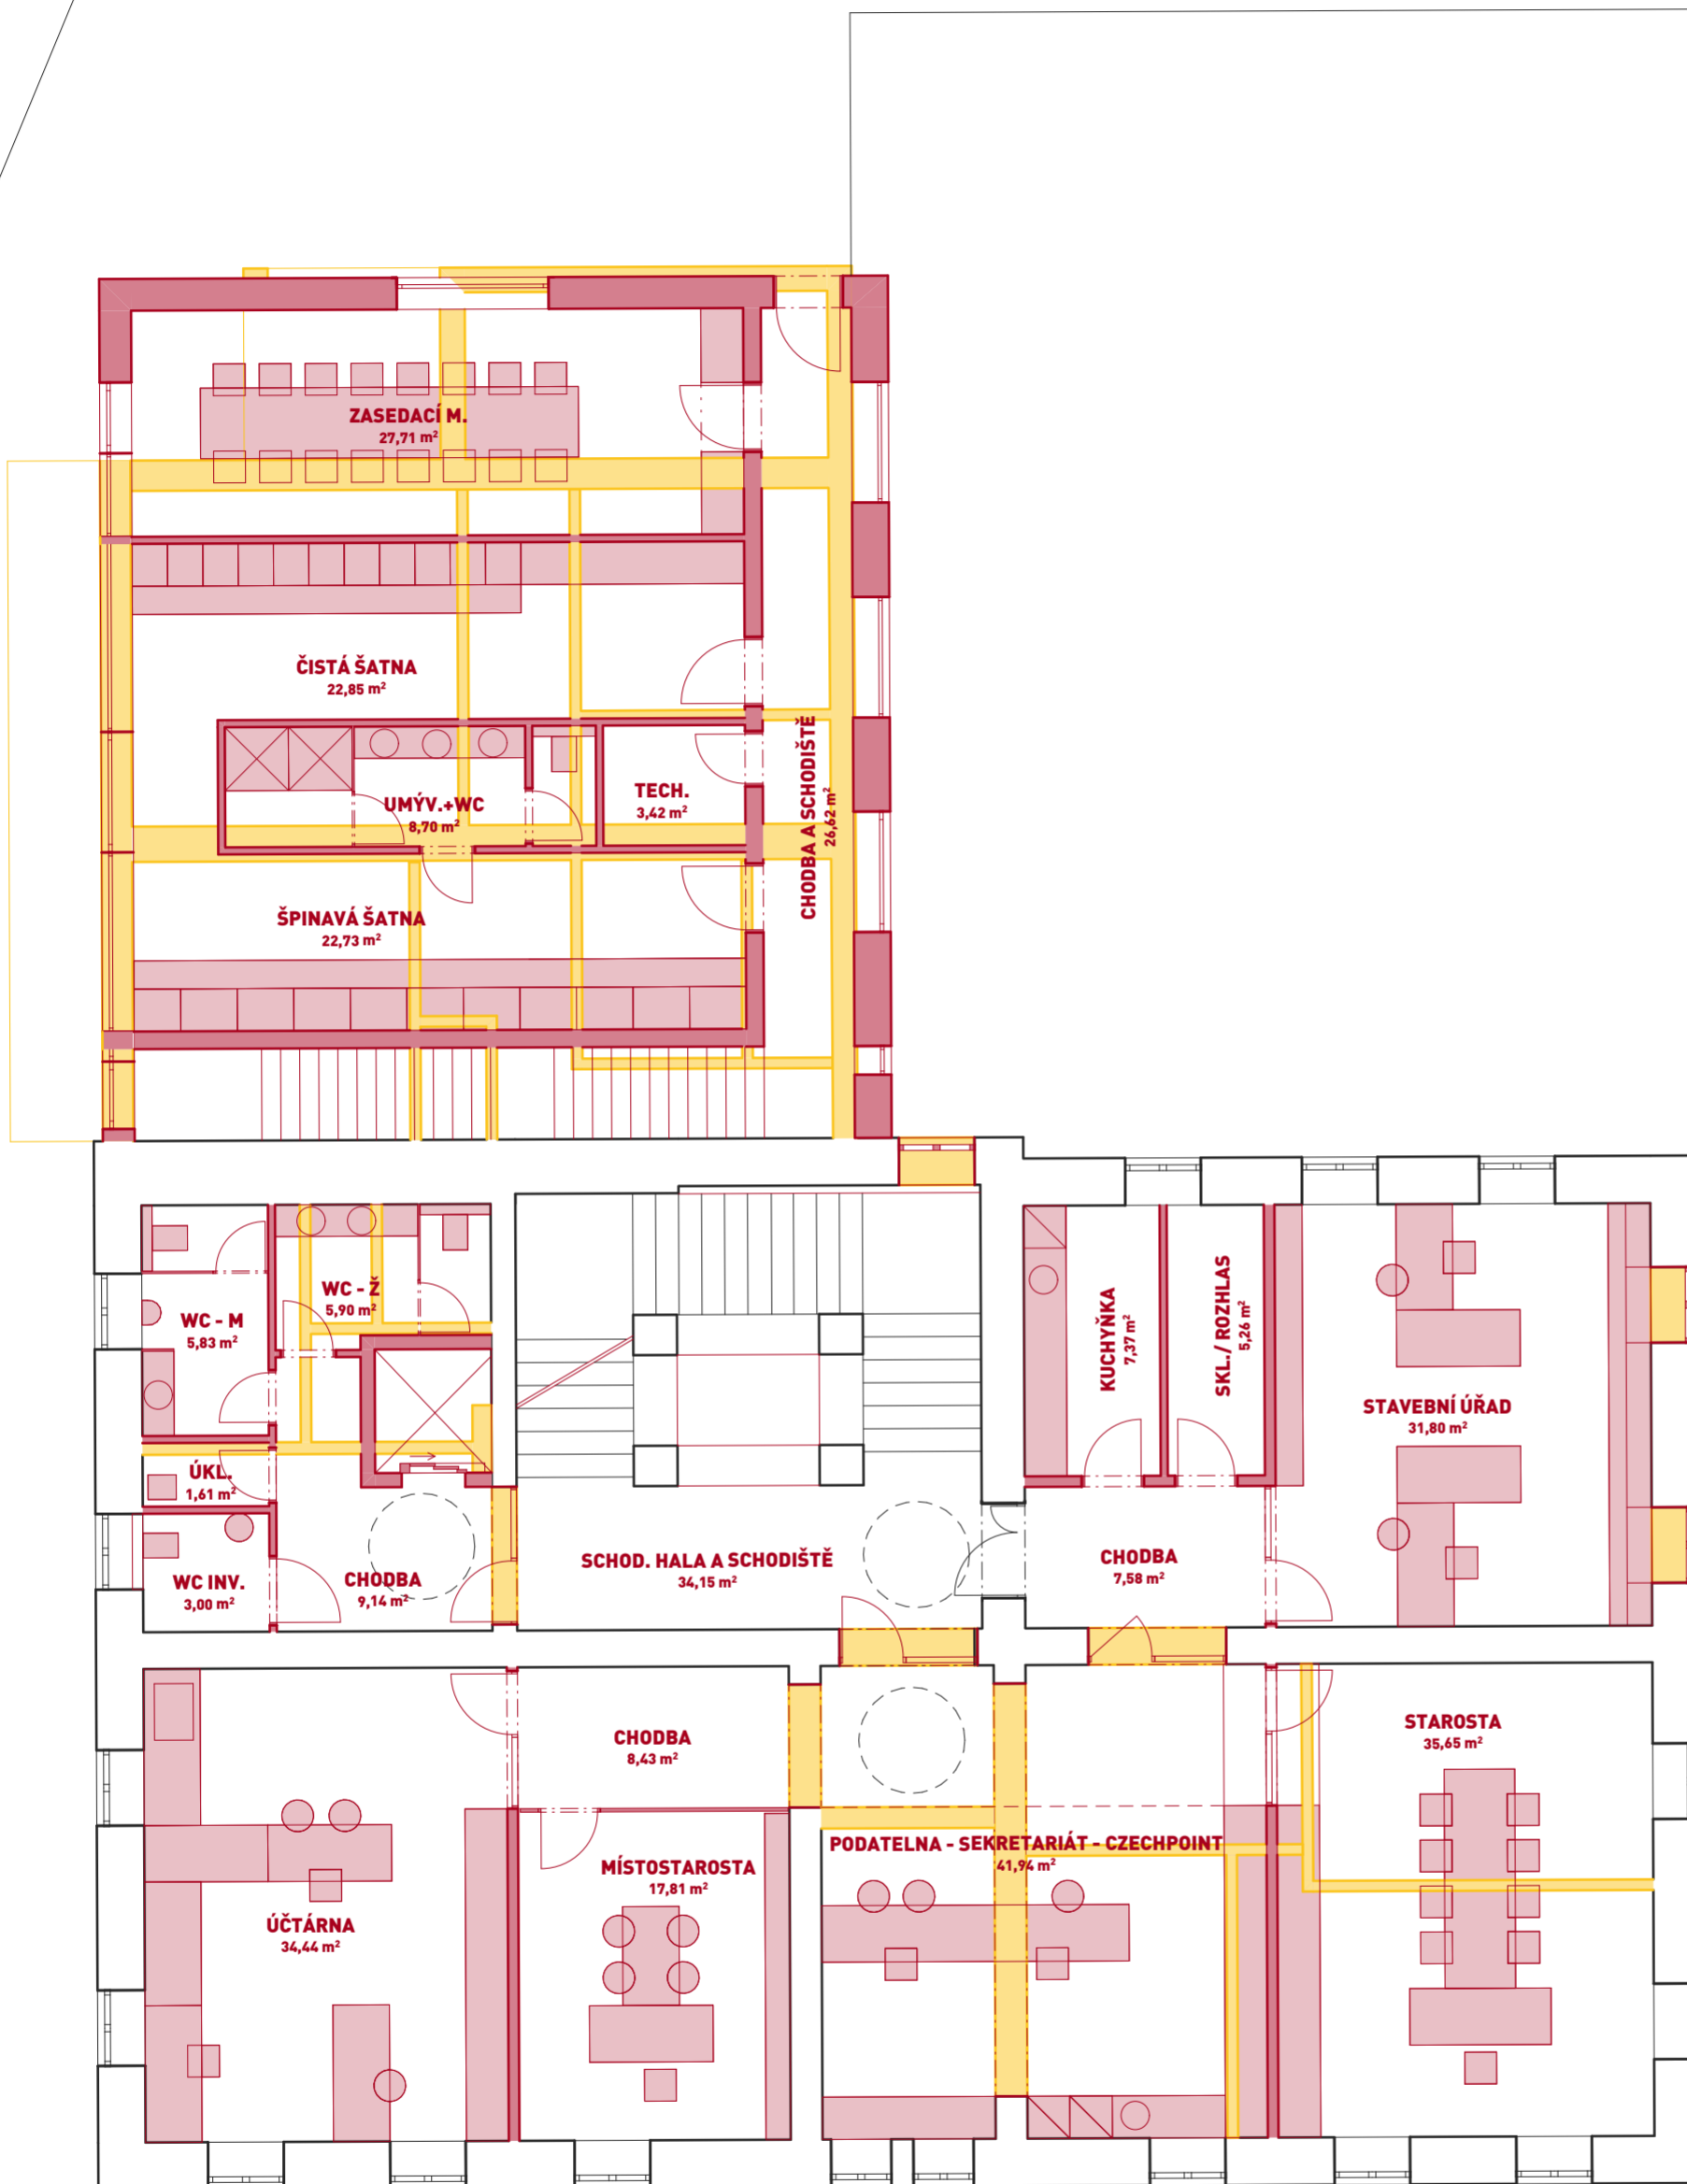 ZASEDACÍ M.
27,71 m²
ČISTÁ ŠATNA
22,85 m²
UMÝV.+WC
8,70 m²
TECH.
3,42 m²
CHODBA A SCHODIŠTĚ
26,62 m²
ŠPINAVÁ ŠATNA
22,73 m²
WC - Ž
5,90 m²
WC - M
5,83 m²
KUCHYŇKA
7,37 m²
SKL./ ROZHLAS
5,26 m²
STAVEBNÍ ÚŘAD
31,80 m²
ÚKL.
1,61 m²
WC INV.
3,00 m²
CHODBA
9,14 m²
SCHOD. HALA A SCHODIŠTĚ
34,15 m²
CHODBA
7,58 m²
CHODBA
8,43 m²
STAROSTA
35,65 m²
PODATELNA - SEKRETARIÁT - CZECHPOINT
41,94 m²
MÍSTOSTAROSTA
17,81 m²
ÚČTÁRNA
34,44 m²